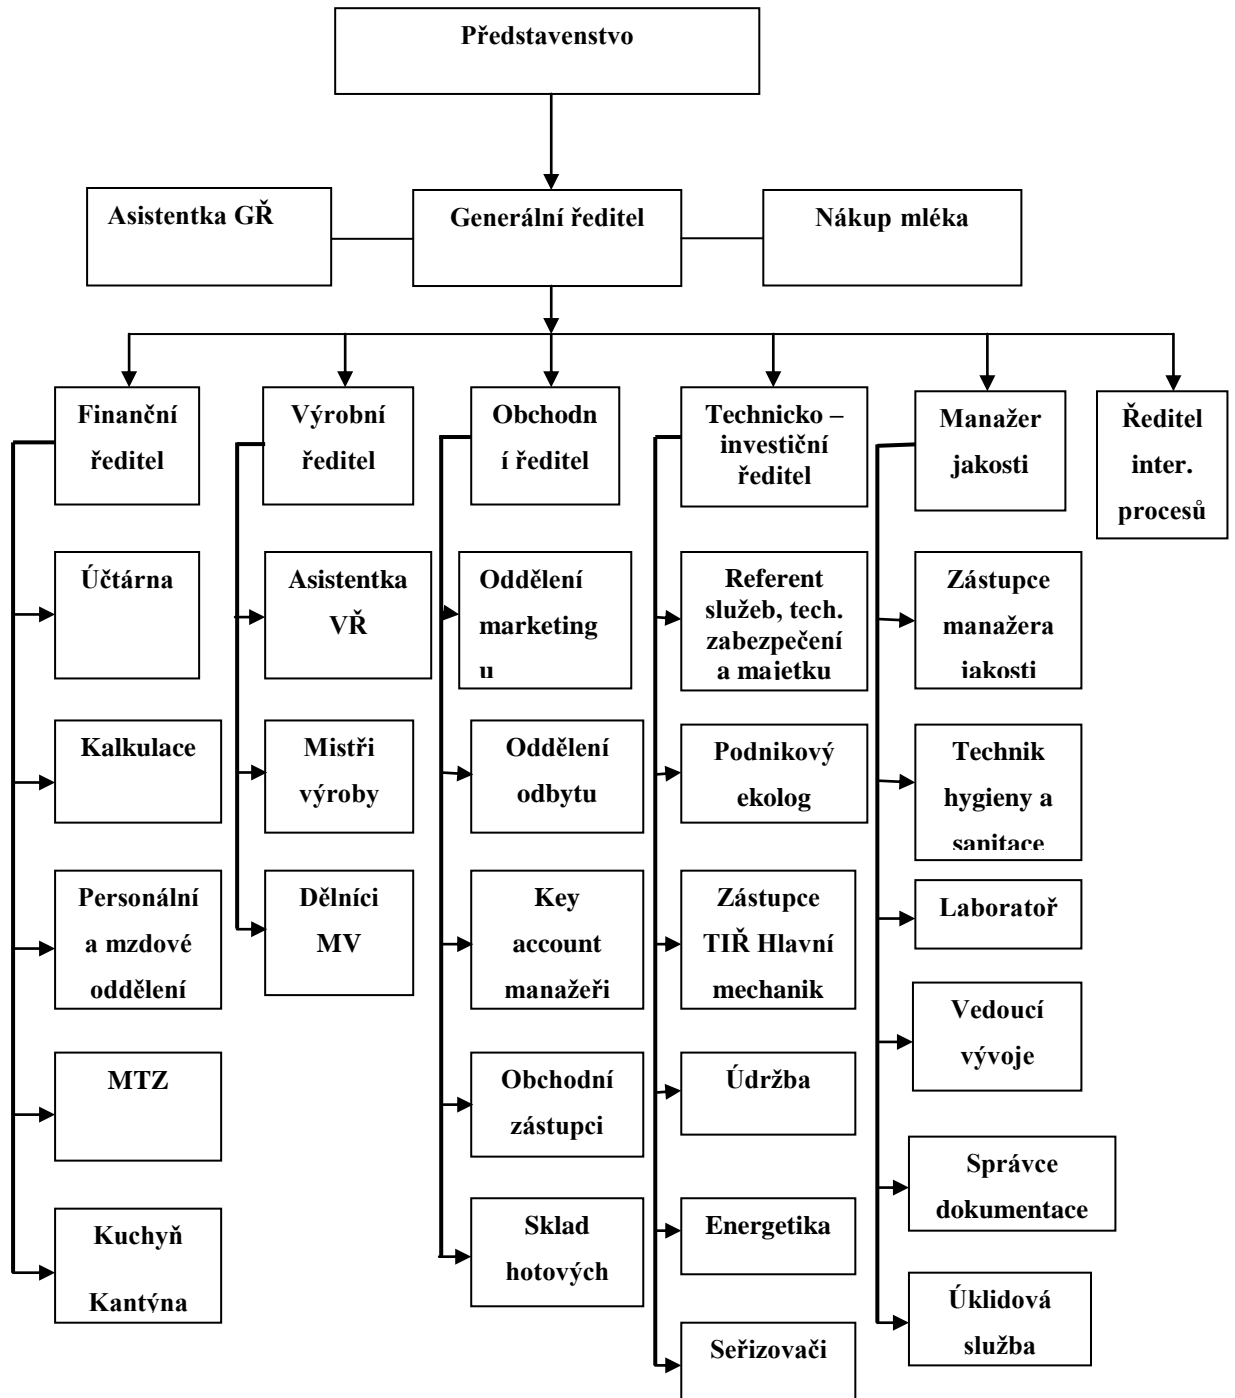 Představenstvo
Asistentka GŘ
Generální ředitel
Nákup mléka
Finanční
ředitel
Výrobní
ředitel
Obchodn
í ředitel
Technicko –
investiční
ředitel
Manažer
jakosti
Ředitel
inter.
procesů
Účtárna
Asistentka
VŘ
Oddělení
marketing
u
Referent
služeb, tech.
zabezpečení
a majetku
Zástupce
manažera
jakosti
Kalkulace
Mistři
výroby
Oddělení
odbytu
Podnikový
ekolog
Technik
hygieny a
sanitace
Personální
a mzdové
oddělení
Dělníci
MV
Key
account
manažeři
Zástupce
TIŘ Hlavní
mechanik
Laboratoř
Vedoucí
vývoje
MTZ
Obchodní
zástupci
Údržba
Správce
dokumentace
Kuchyň
Kantýna
Sklad
hotových
Energetika
Úklidová
služba
Seřizovači